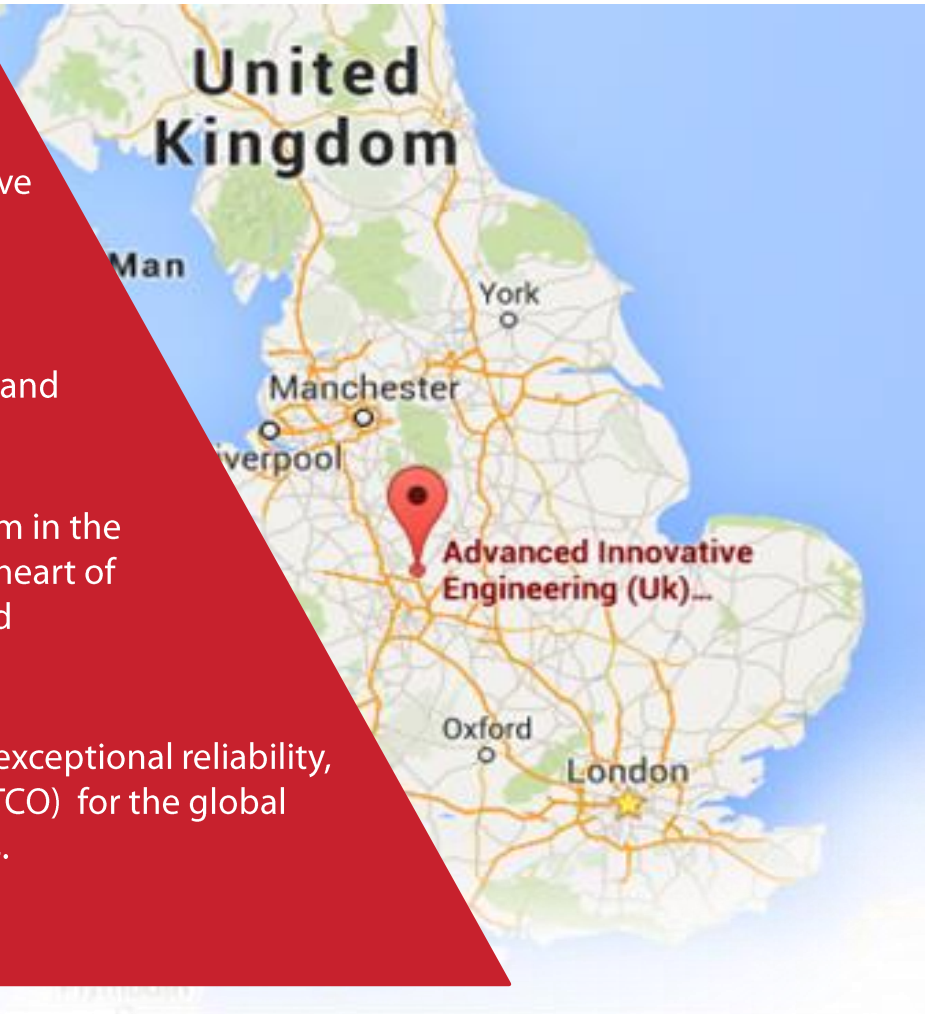 United
Kingdom
ve
Man
York
and
Manchester
iverpool
m in the
heart of
d
Advanced Innovative
Engineering (Uk)...
Oxford
exceptional reliability,
London
TCO) for the global
.